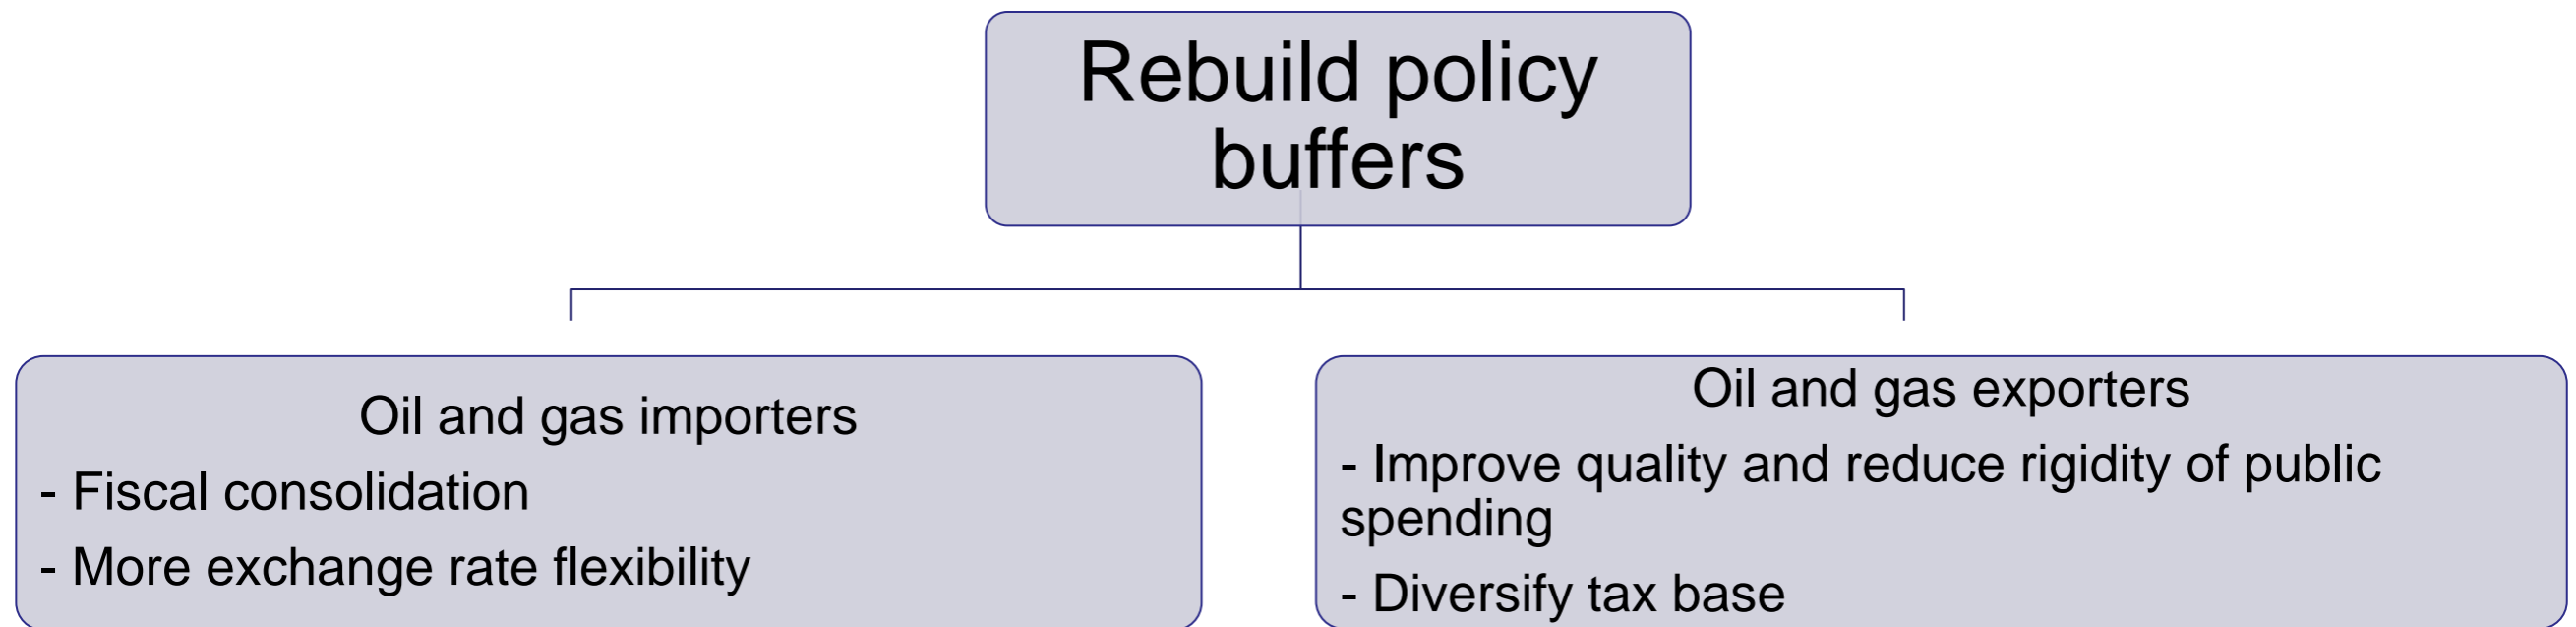 Rebuild policy
buffers
Oil and gas importers
- Fiscal consolidation
- More exchange rate flexibility
Oil and gas exporters
- Improve quality and reduce rigidity of public
spending
- Diversify tax base